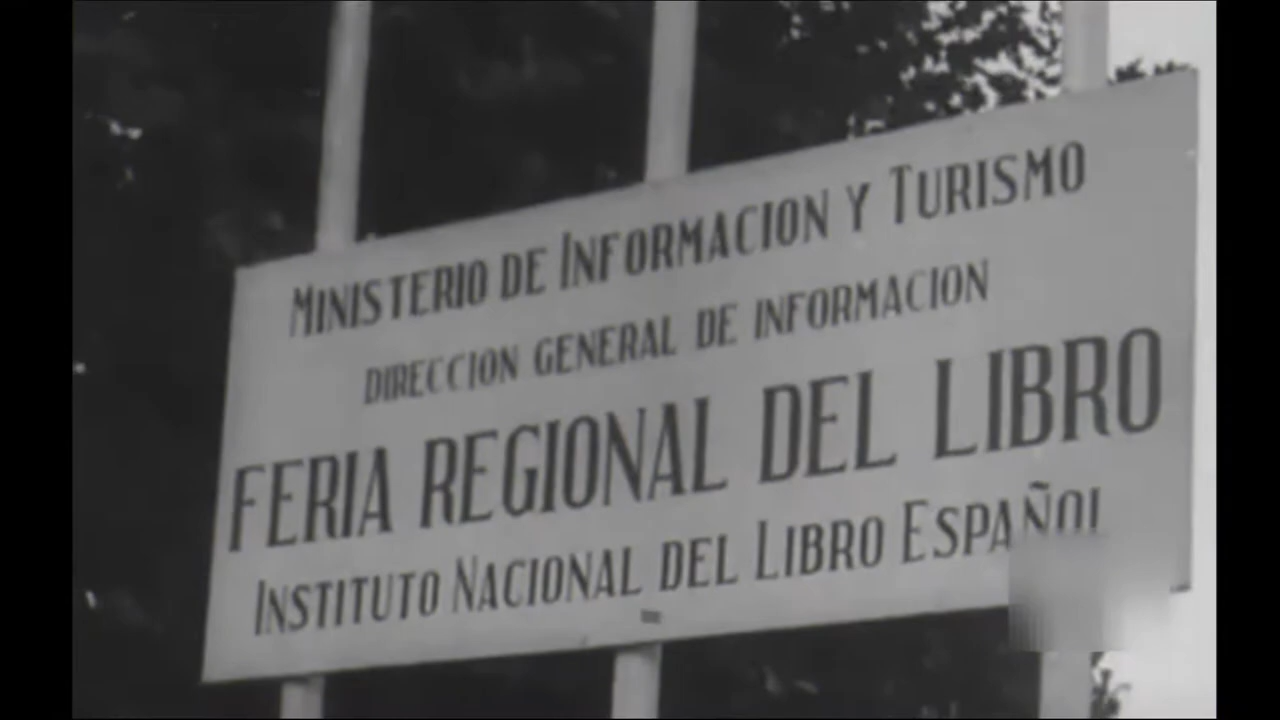 MINISTERIO DE INFORMACION Y TURISMO
DIRECCION GENERAL DE INFORMACION
FERIA REGIONAL DEL LIBRO
INSTITUTO NACIONAL DEL LIBRO ESPAÑOL